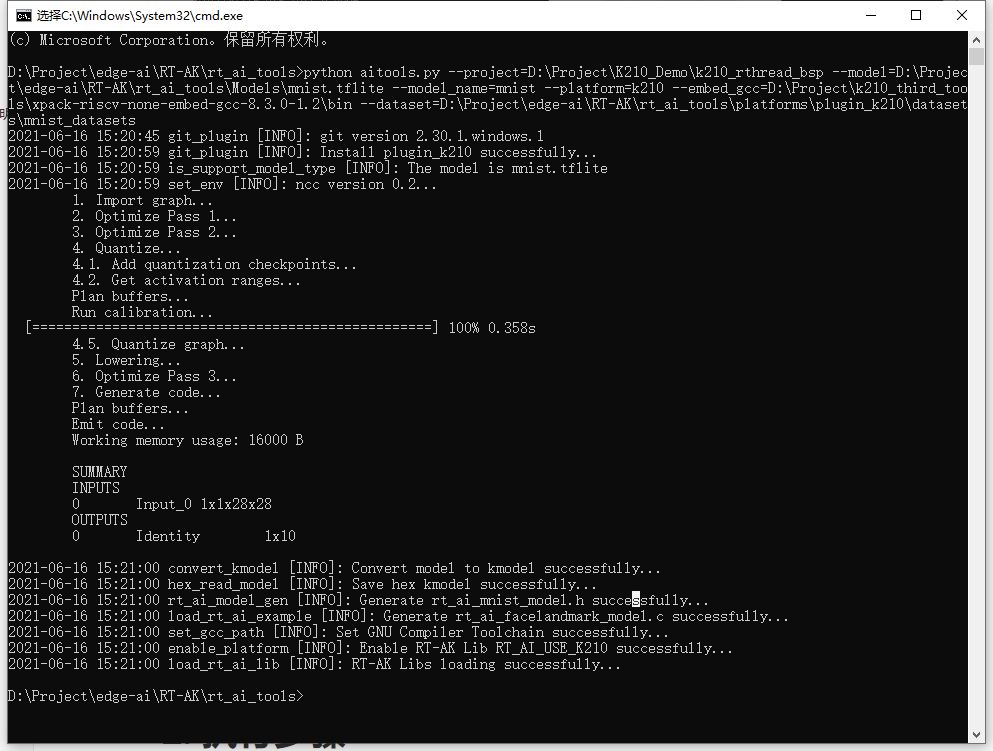 选择C:\Windows\System32\cmd.exe
(c) Microsoft Corporation。保留所有权利。
D:\Project\edge-ai\RT-AK\rt_ai_tools>python aitools.py --project=D:\Project\K210_Demo\k210_rthread_bsp --model=D:\Projec
t\edge-ai\RT-AK\rt_ai_tools\Models\mnist.tflite --model_name=mnist --platform=k210 --embed_gcc=D:\Project\k210_third_too
ls\xpack-riscv-none-embed-gcc-8.3.0-1.2\bin --dataset=D:\Project\edge-ai\RT-AK\rt_ai_tools\platforms\plugin_k210\dataset
s\mnist_datasets
2021-06-16 15:20:45 git_plugin [INFO]: git version 2.30.1.windows.1
2021-06-16 15:20:59 git_plugin [INFO]: Install plugin_k210 successfully...
2021-06-16 15:20:59 is_support_model_type [INFO]: The model is mnist.tflite
2021-06-16 15:20:59 set_env [INFO]: ncc version 0.2...
1. Import graph...
2. Optimize Pass 1...
3. Optimize Pass 2...
4. Quantize...
4.1. Add quantization checkpoints...
4.2. Get activation ranges...
Plan buffers...
Run calibration...
[==================================================] 100% 0.358s
4.5. Quantize graph...
5. Lowering...
6. Optimize Pass 3...
7. Generate code...
Plan buffers...
Emit code...
Working memory usage: 16000 B
SUMMARY
INPUTS
0 Input_0 1x1x28x28
OUTPUTS
0 Identity 1x10
2021-06-16 15:21:00 convert_kmodel [INFO]: Convert model to kmodel successfully...
2021-06-16 15:21:00 hex_read_model [INFO]: Save hex kmodel successfully...
2021-06-16 15:21:00 rt_ai_model_gen [INFO]: Generate rt_ai_mnist_model.h successfully...
2021-06-16 15:21:00 load_rt_ai_example [INFO]: Generate rt_ai_facelandmark_model.c successfully...
2021-06-16 15:21:00 set_gcc_path [INFO]: Set GNU Compiler Toolchain successfully...
2021-06-16 15:21:00 enable_platform [INFO]: Enable RT-AK Lib RT_AI_USE_K210 successfully...
2021-06-16 15:21:00 load_rt_ai_lib [INFO]: RT-AK Libs loading successfully...
D:\Project\edge-ai\RT-AK\rt_ai_tools>